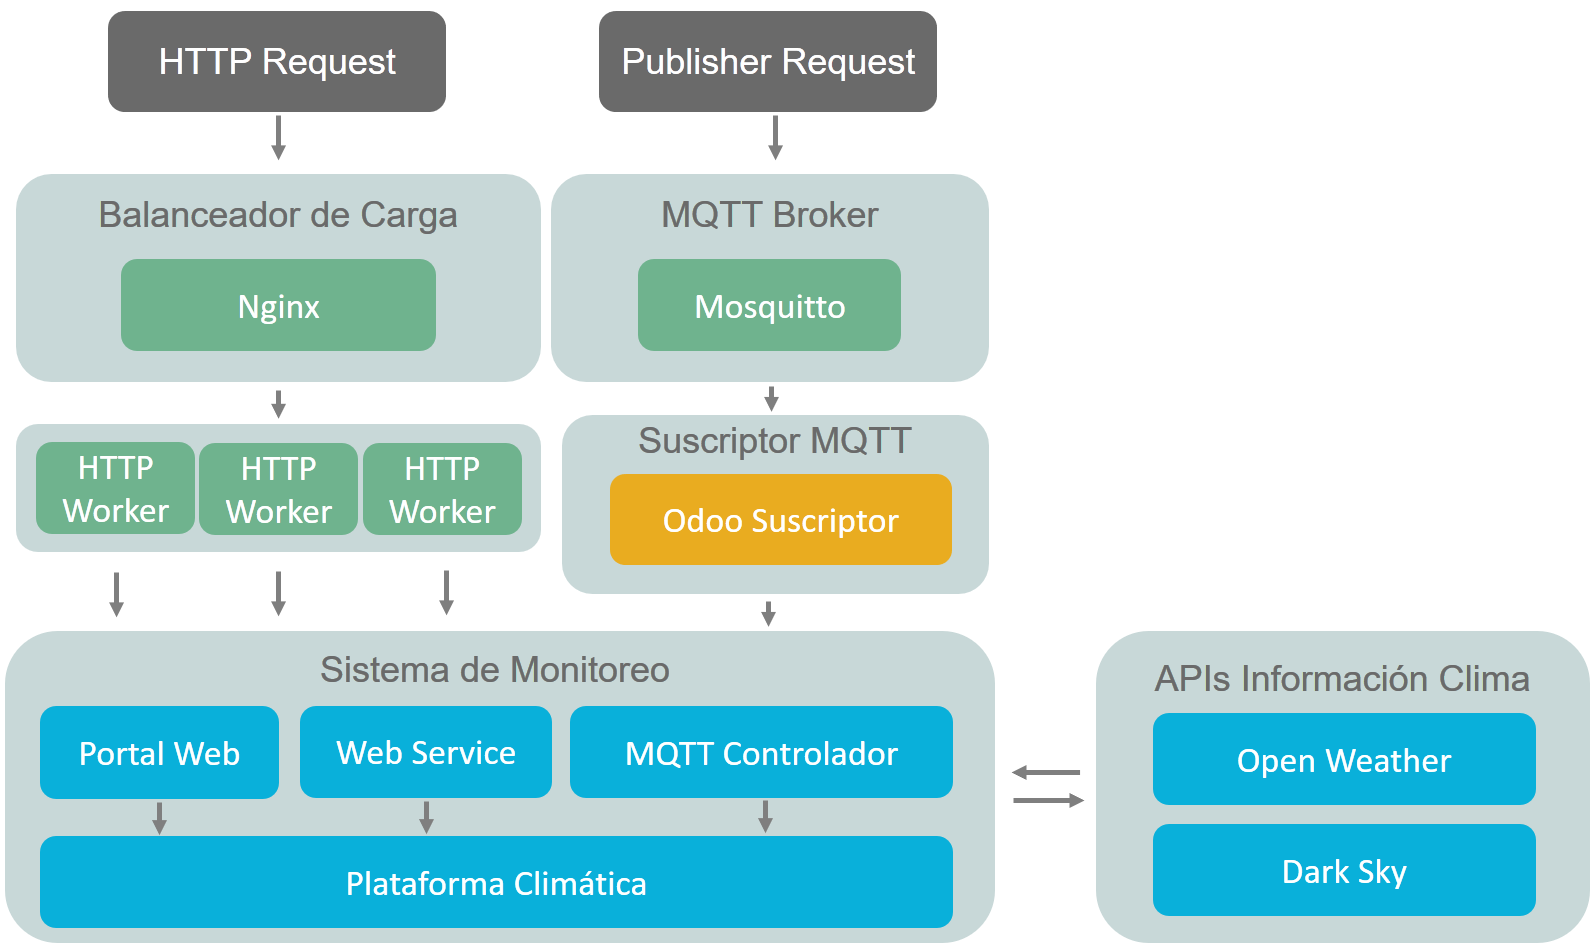 HTTP Request
Publisher Request
Balanceador de Carga
Nginx
MQTT Broker
Mosquitto
HTTP
Worker
HTTP
Worker
HTTP
Worker
Suscriptor MQTT
Odoo Suscriptor
Sistema de Monitoreo
Portal Web
Web Service
MQTT Controlador
Plataforma Climática
APIs Información Clima
Open Weather
Dark Sky